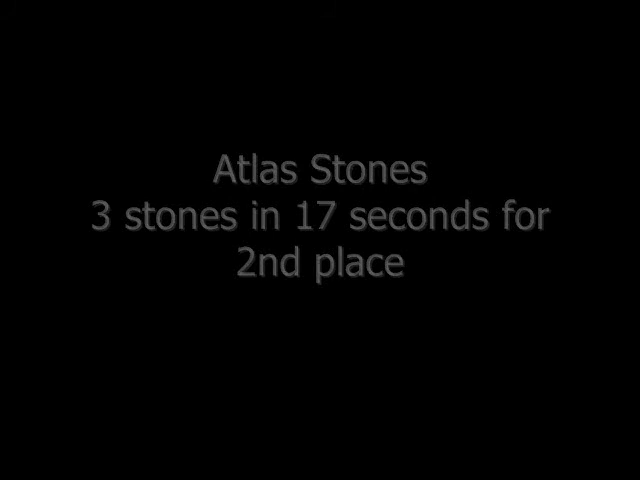 Atlas Stones
3 stones in 17 seconds for
2nd place